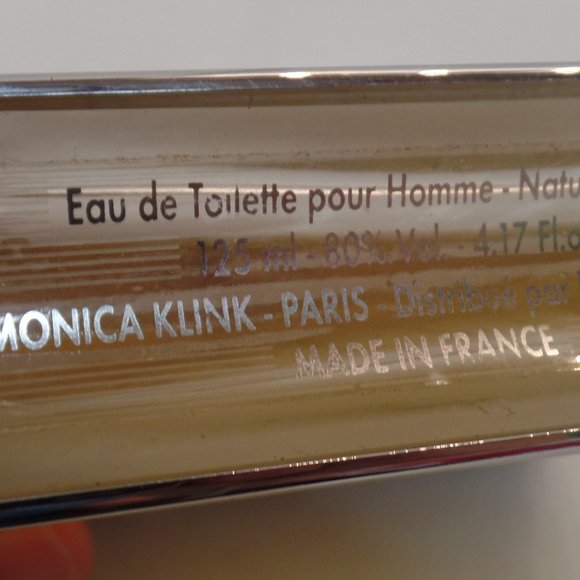 Eau de Toilette pour Homme - Natu
125 ml - 80% Vol. - 4.17 Fl.o
MONICA KLINK - PARIS - Distribué par
MADE IN FRANCE